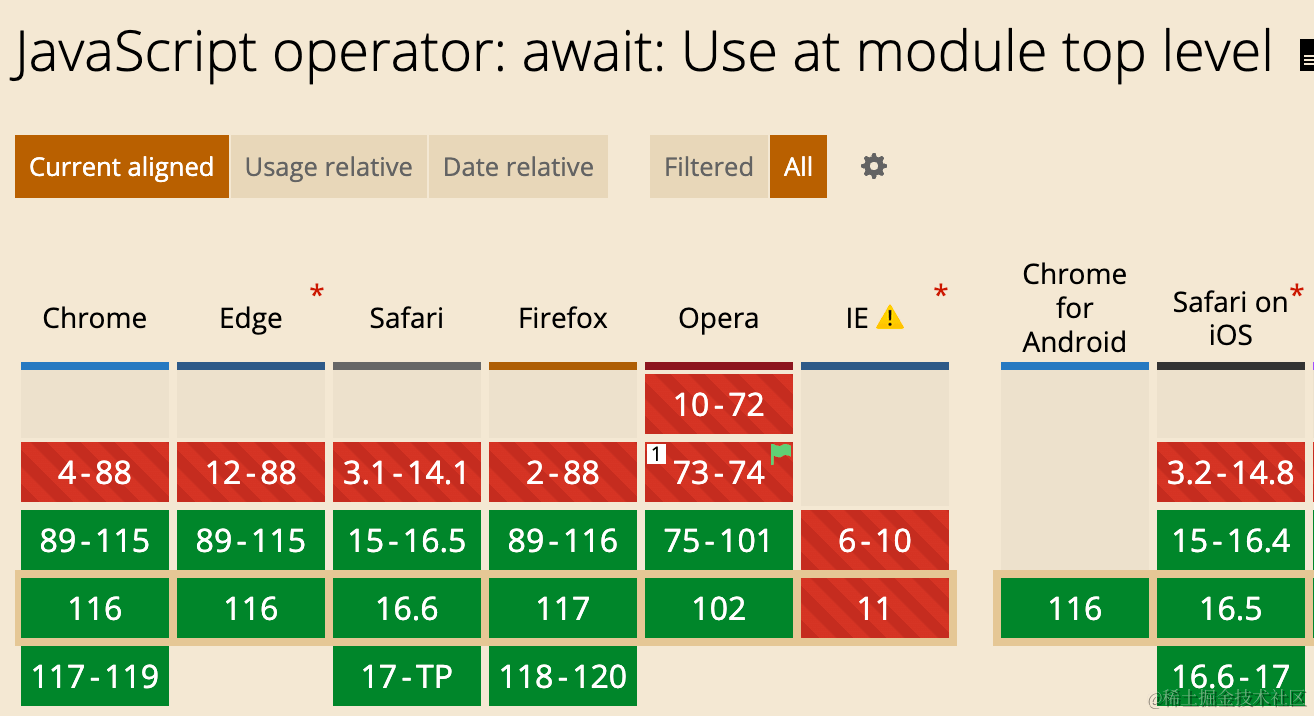 JavaScript operator: await: Use at module top level
Current aligned Usage relative Date relative Filtered All
Chrome Edge * Safari Firefox Opera IE * Chrome for Android Safari on iOS *
10-72
4-88 12-88 3.1-14.1 2-88 1 73-74 3.2-14.8
89-115 89-115 15-16.5 89-116 75-101 6-10 15-16.4
116 116 16.6 117 102 11 116 16.5
117-119 17-TP 118-120 16.6-17
@稀土掘金技术社区